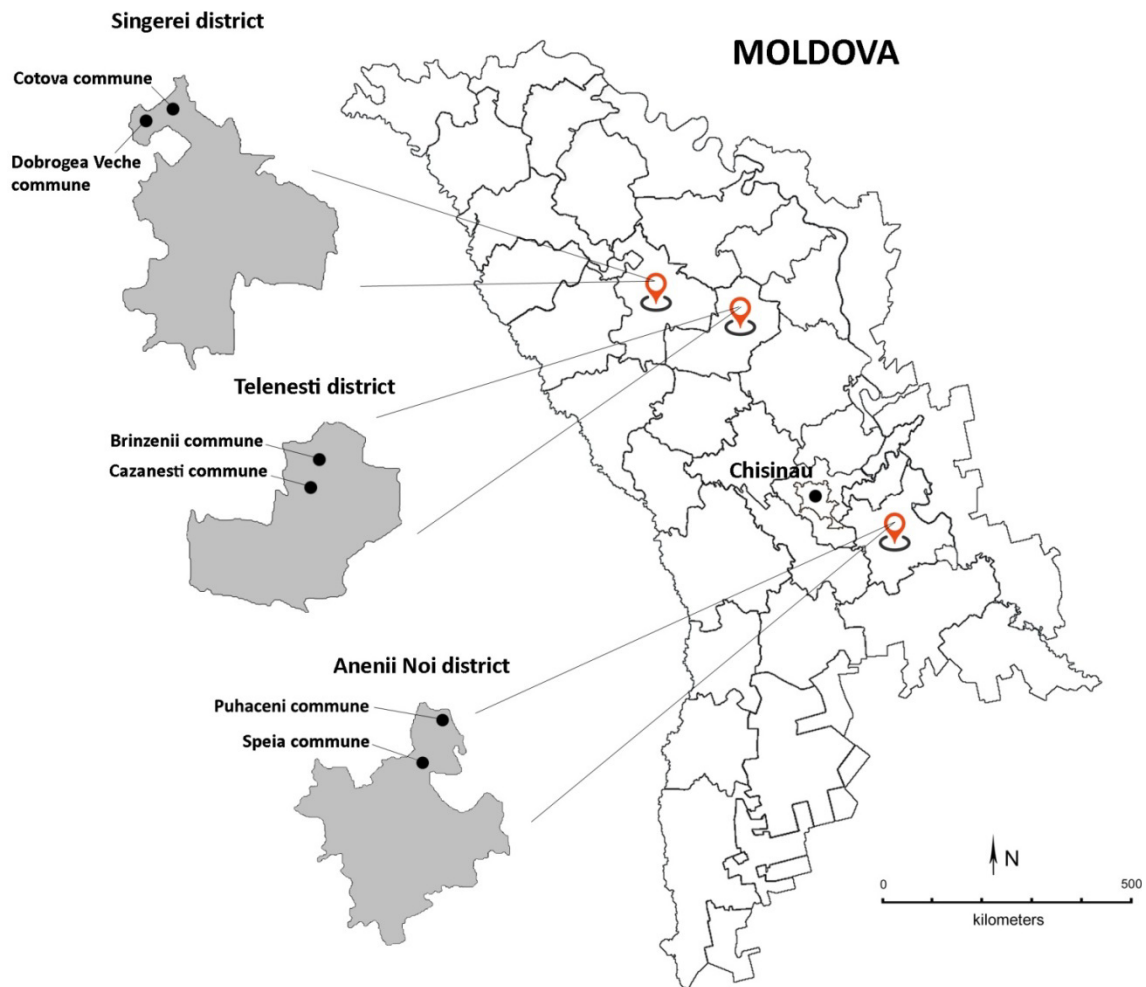 Singerei district
MOLDOVA
Cotova commune
Dobrogea Veche
commune
Telenesti district
Brinzenii commune
Cazanesti commune
Chisinau
Anenii Noi district
Puhaceni commune
Speia commune
N
0 500
kilometers